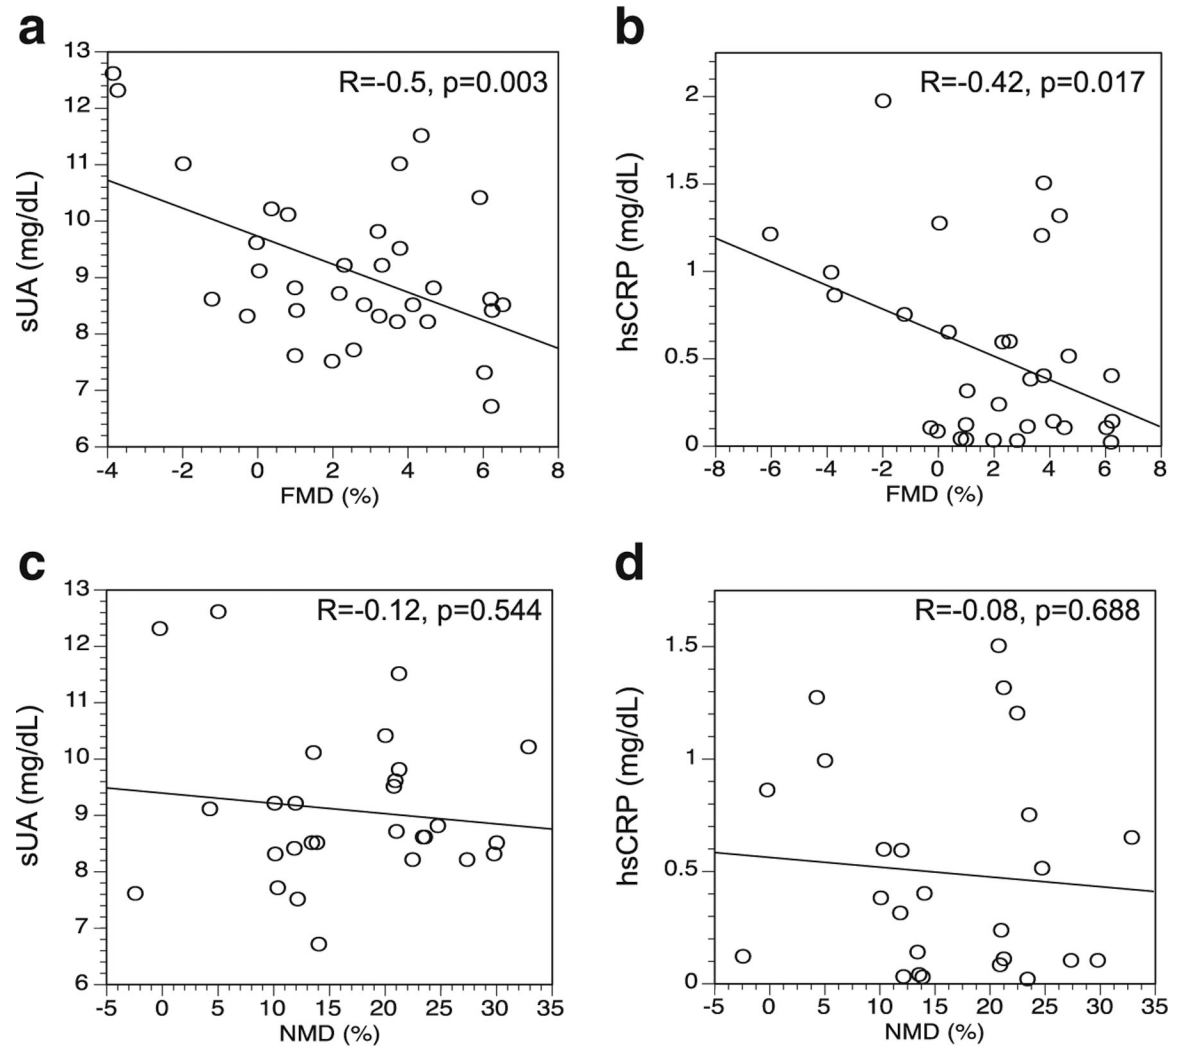 a
R=-0.5, p=0.003
sUA (mg/dL)
13
12
11
10
9
8
7
6
-4 -2 0 2 4 6 8
FMD (%)
b
R=-0.42, p=0.017
hsCRP (mg/dL)
2
1.5
1
0.5
0
-8 -6 -4 -2 0 2 4 6 8
FMD (%)
c
R=-0.12, p=0.544
sUA (mg/dL)
13
12
11
10
9
8
7
6
-5 0 5 10 15 20 25 30 35
NMD (%)
d
R=-0.08, p=0.688
hsCRP (mg/dL)
1.5
1
0.5
0
-5 0 5 10 15 20 25 30 35
NMD (%)